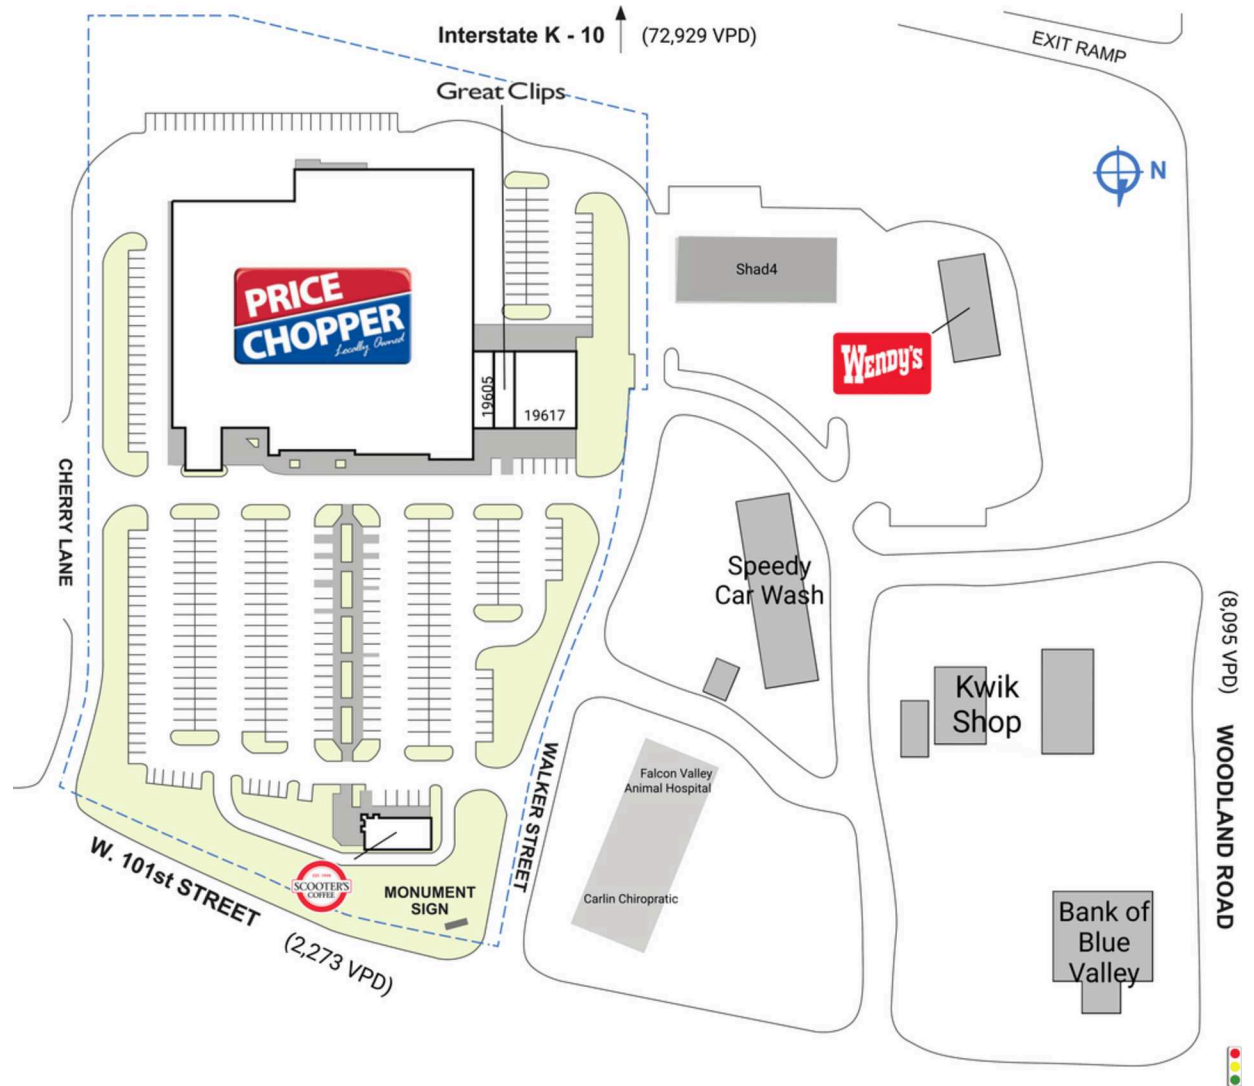 Interstate K - 10 (72,929 VPD)
EXIT RAMP
Great Clips
N
PRICE
CHOPPER
Locally Owned
Shad4
WENDY'S
19605
19617
CHERRY LANE
Speedy
Car Wash
(8,095 VPD)
Kwik
Shop
WOODLAND ROAD
WALKER STREET
Falcon Valley
Animal Hospital
Carlin Chiropratic
W. 101st STREET
(2,273 VPD)
EST. 1998
SCOOTER'S
COFFEE
MONUMENT
SIGN
Bank of
Blue
Valley